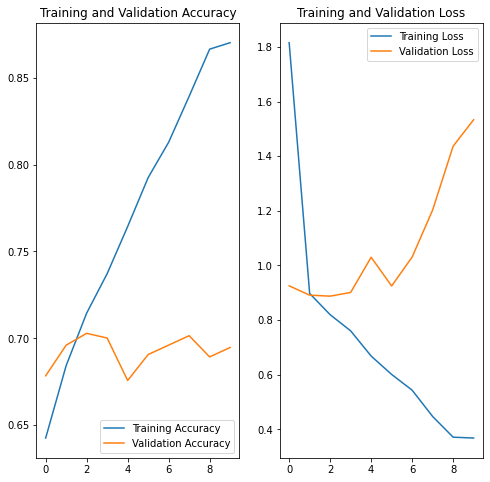 Training and Validation Accuracy
0.85
0.80
0.75
0.70
0.65
0 2 4 6 8
Training Accuracy
Validation Accuracy
Training and Validation Loss
1.8
1.6
1.4
1.2
1.0
0.8
0.6
0.4
0 2 4 6 8
Training Loss
Validation Loss